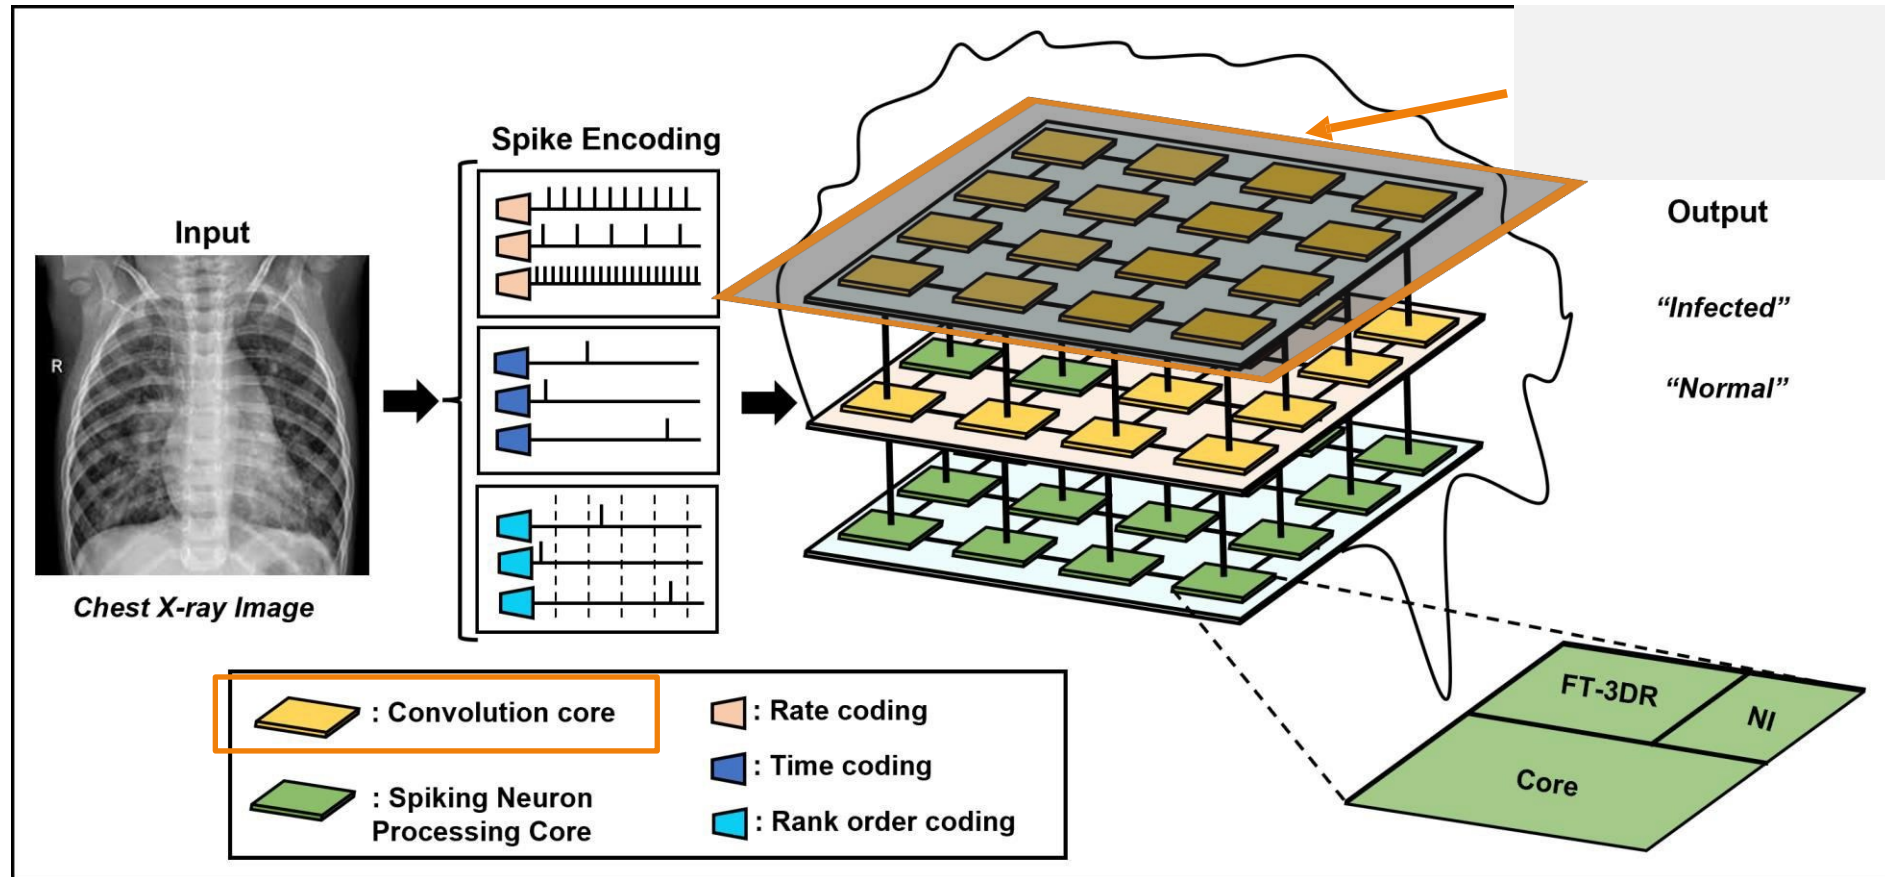 Input
R
Chest X-ray Image
Spike Encoding
Output
“Infected”
“Normal”
: Convolution core
: Spiking Neuron
Processing Core
: Rate coding
: Time coding
: Rank order coding
FT-3DR
NI
Core